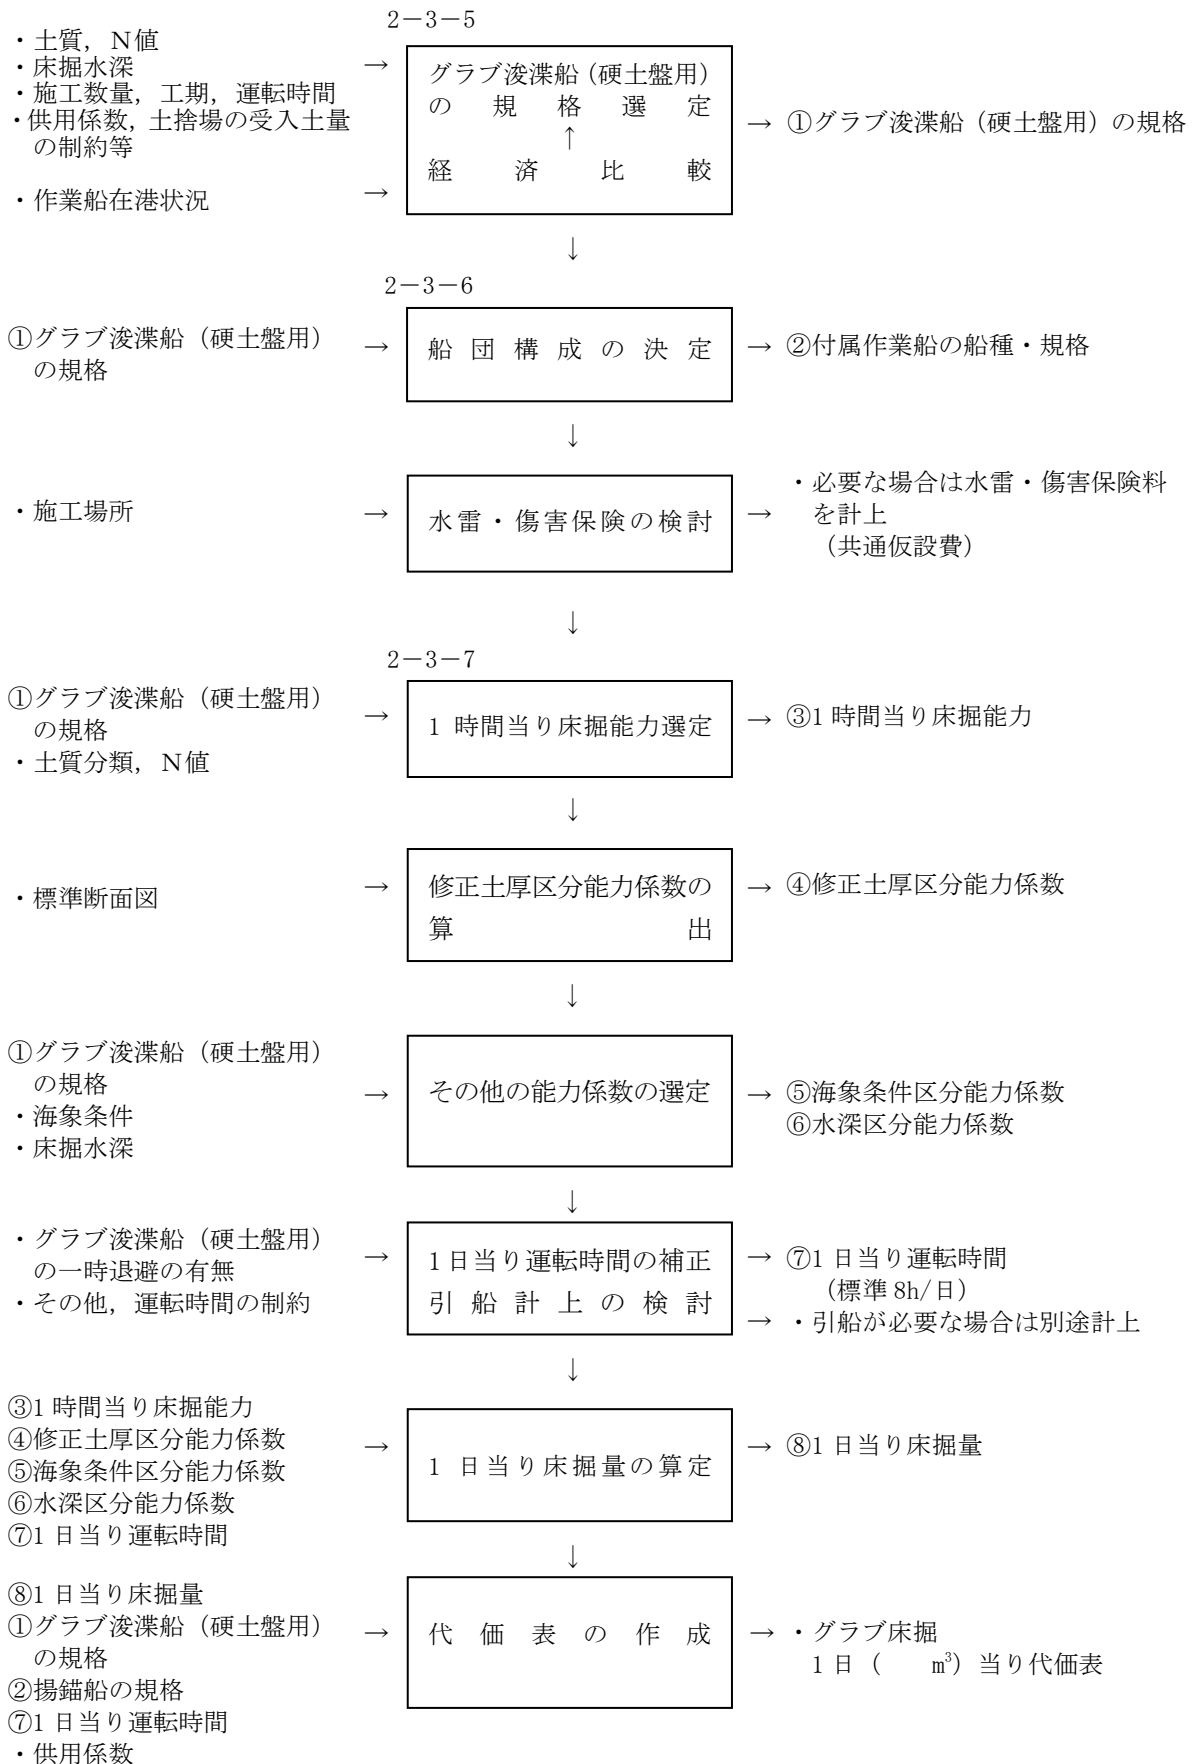 2－3－5
・土質，Ｎ値
・床掘水深
・施工数量，工期，運転時間
・供用係数，土捨場の受入土量
の制約等
・作業船在港状況
→
→
グラブ浚渫船（硬土盤用）
の規格選定
↑
経済比較
→ ①グラブ浚渫船（硬土盤用）の規格
↓
2－3－6
①グラブ浚渫船（硬土盤用）
の規格
→
船団構成の決定
→ ②付属作業船の船種・規格
↓
・施工場所
→
水雷・傷害保険の検討
→
・必要な場合は水雷・傷害保険料
を計上
（共通仮設費）
↓
2－3－7
①グラブ浚渫船（硬土盤用）
の規格
・土質分類，Ｎ値
→
1 時間当り床掘能力選定
→ ③1 時間当り床掘能力
↓
・標準断面図
→
修正土厚区分能力係数の
算出
→ ④修正土厚区分能力係数
↓
①グラブ浚渫船（硬土盤用）
の規格
・海象条件
・床掘水深
→
その他の能力係数の選定
→ ⑤海象条件区分能力係数
⑥水深区分能力係数
↓
・グラブ浚渫船（硬土盤用）
の一時退避の有無
・その他，運転時間の制約
→
1日当り運転時間の補正
引船計上の検討
→ ⑦1 日当り運転時間
（標準 8h/日）
→ ・引船が必要な場合は別途計上
↓
③1 時間当り床掘能力
④修正土厚区分能力係数
⑤海象条件区分能力係数
⑥水深区分能力係数
⑦1 日当り運転時間
→
1 日当り床掘量の算定
→ ⑧1 日当り床掘量
↓
⑧1 日当り床掘量
①グラブ浚渫船（硬土盤用）
の規格
②揚錨船の規格
⑦1 日当り運転時間
・供用係数
→
代価表の作成
→ ・グラブ床掘
1 日（　　m³）当り代価表